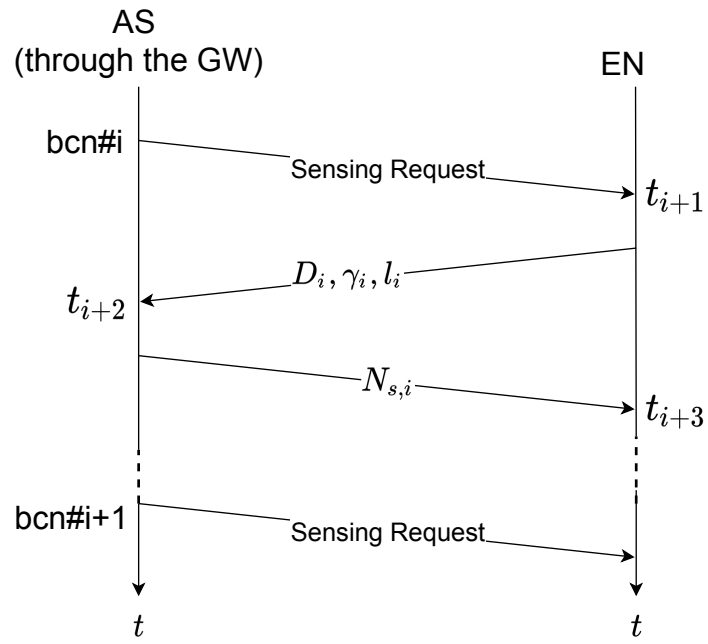 AS
(through the GW)
EN
bcn#i
Sensing Request
t_{i+1}
D_i, γ_i, l_i
t_{i+2}
N_{s,i}
t_{i+3}
bcn#i+1
Sensing Request
t
t